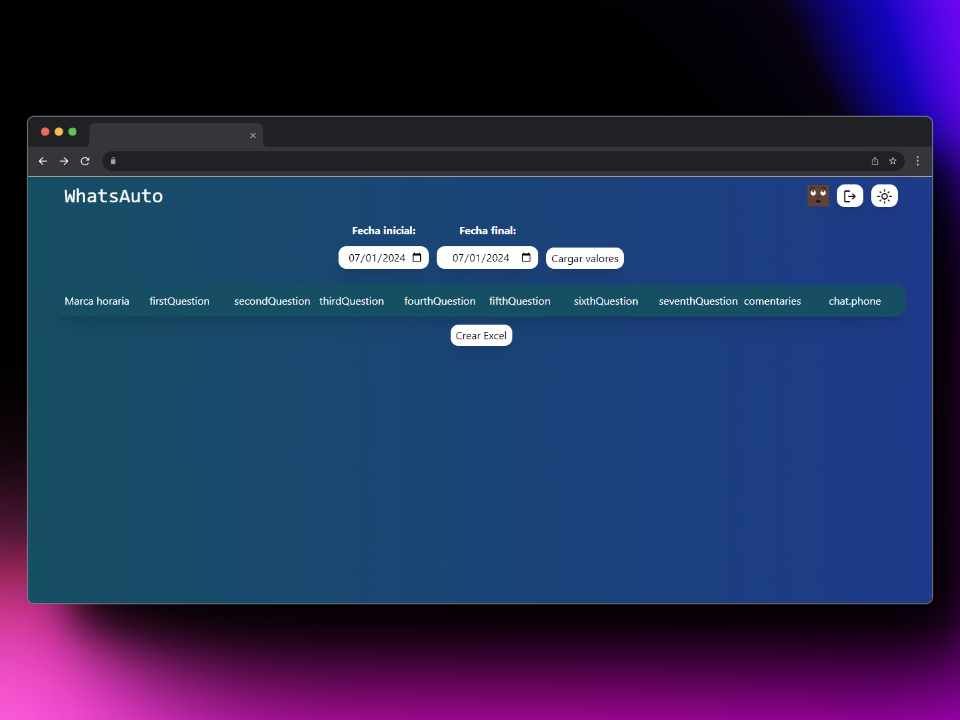 WhatsAuto
Fecha inicial: Fecha final:
07/01/2024 07/01/2024 Cargar valores
Marca horaria firstQuestion secondQuestion thirdQuestion fourthQuestion fifthQuestion sixthQuestion seventhQuestion comentaries chat.phone
Crear Excel